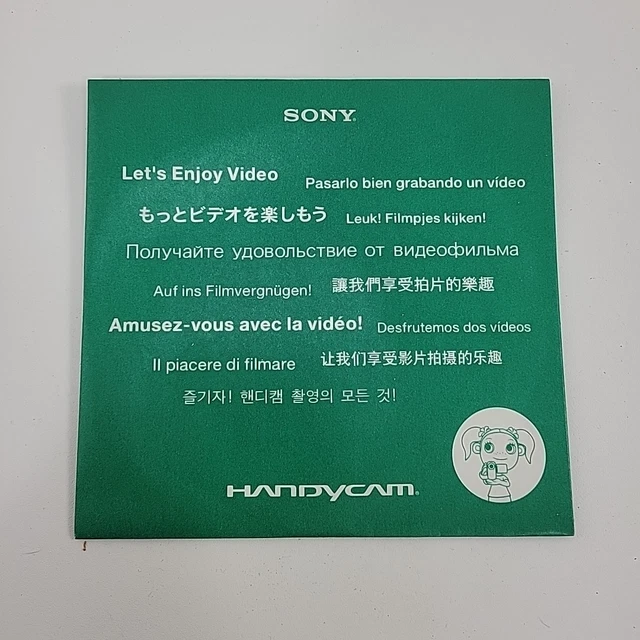 SONY
Let's Enjoy Video
Pasarlo bien grabando un vídeo
もっとビデオを楽しもう
Leuk! Filmpjes kijken!
Получайте удовольствие от видеофильма
Auf ins Filmvergnügen!
讓我們享受拍片的樂趣
Amusez-vous avec la vidéo!
Desfrutemos dos vídeos
Il piacere di filmare
让我们享受影片拍摄的乐趣
즐기자! 핸디캠 촬영의 모든 것!
HANDYCAM